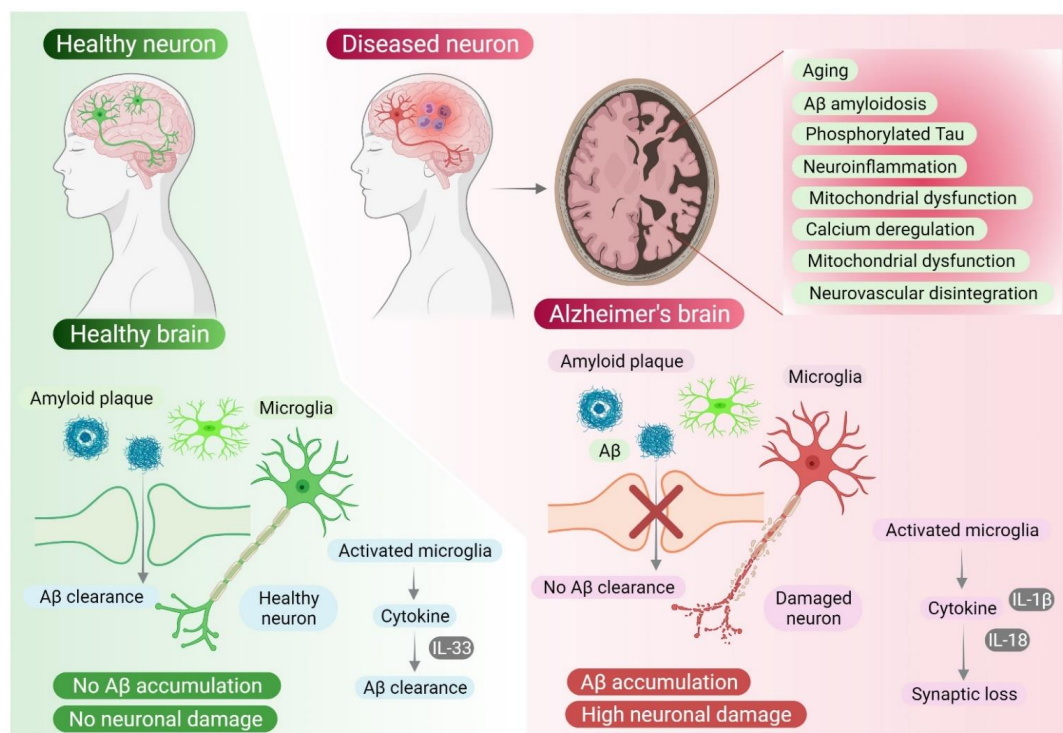 Healthy neuron
Diseased neuron
Aging
Aβ amyloidosis
Phosphorylated Tau
Neuroinflammation
Mitochondrial dysfunction
Calcium deregulation
Mitochondrial dysfunction
Neurovascular disintegration
Healthy brain
Amyloid plaque
Microglia
Aβ clearance
Healthy
neuron
Activated microglia
Cytokine
IL-33
Aβ clearance
No Aβ accumulation
No neuronal damage
Alzheimer's brain
Amyloid plaque
Microglia
Aβ
No Aβ clearance
Damaged
neuron
Activated microglia
Cytokine
IL-1β
IL-18
Synaptic loss
Aβ accumulation
High neuronal damage